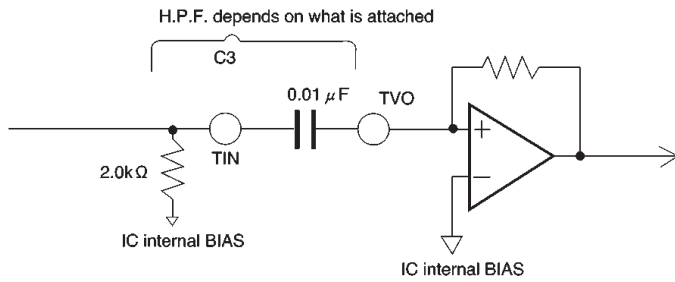 H.P.F. depends on what is attached
C3
0.01 μF
TVO
TIN
2.0kΩ
+
−
IC internal BIAS
IC internal BIAS